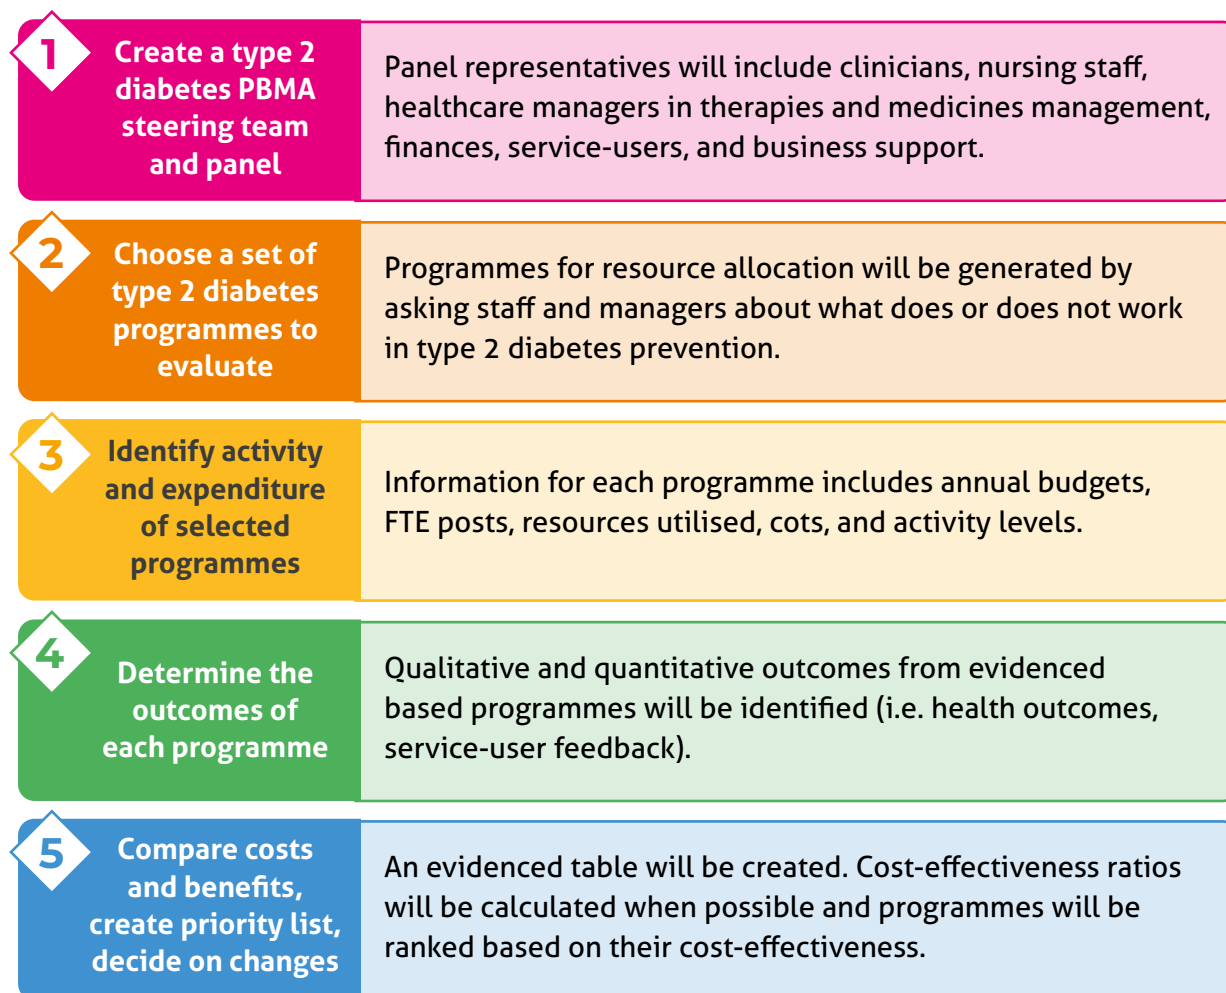 1
Create a type 2
diabetes PBMA
steering team
and panel
Panel representatives will include clinicians, nursing staff,
healthcare managers in therapies and medicines management,
finances, service-users, and business support.
2
Choose a set of
type 2 diabetes
programmes to
evaluate
Programmes for resource allocation will be generated by
asking staff and managers about what does or does not work
in type 2 diabetes prevention.
3
Identify activity
and expenditure
of selected
programmes
Information for each programme includes annual budgets,
FTE posts, resources utilised, cots, and activity levels.
4
Determine the
outcomes of
each programme
Qualitative and quantitative outcomes from evidenced
based programmes will be identified (i.e. health outcomes,
service-user feedback).
5
Compare costs
and benefits,
create priority list,
decide on changes
An evidenced table will be created. Cost-effectiveness ratios
will be calculated when possible and programmes will be
ranked based on their cost-effectiveness.